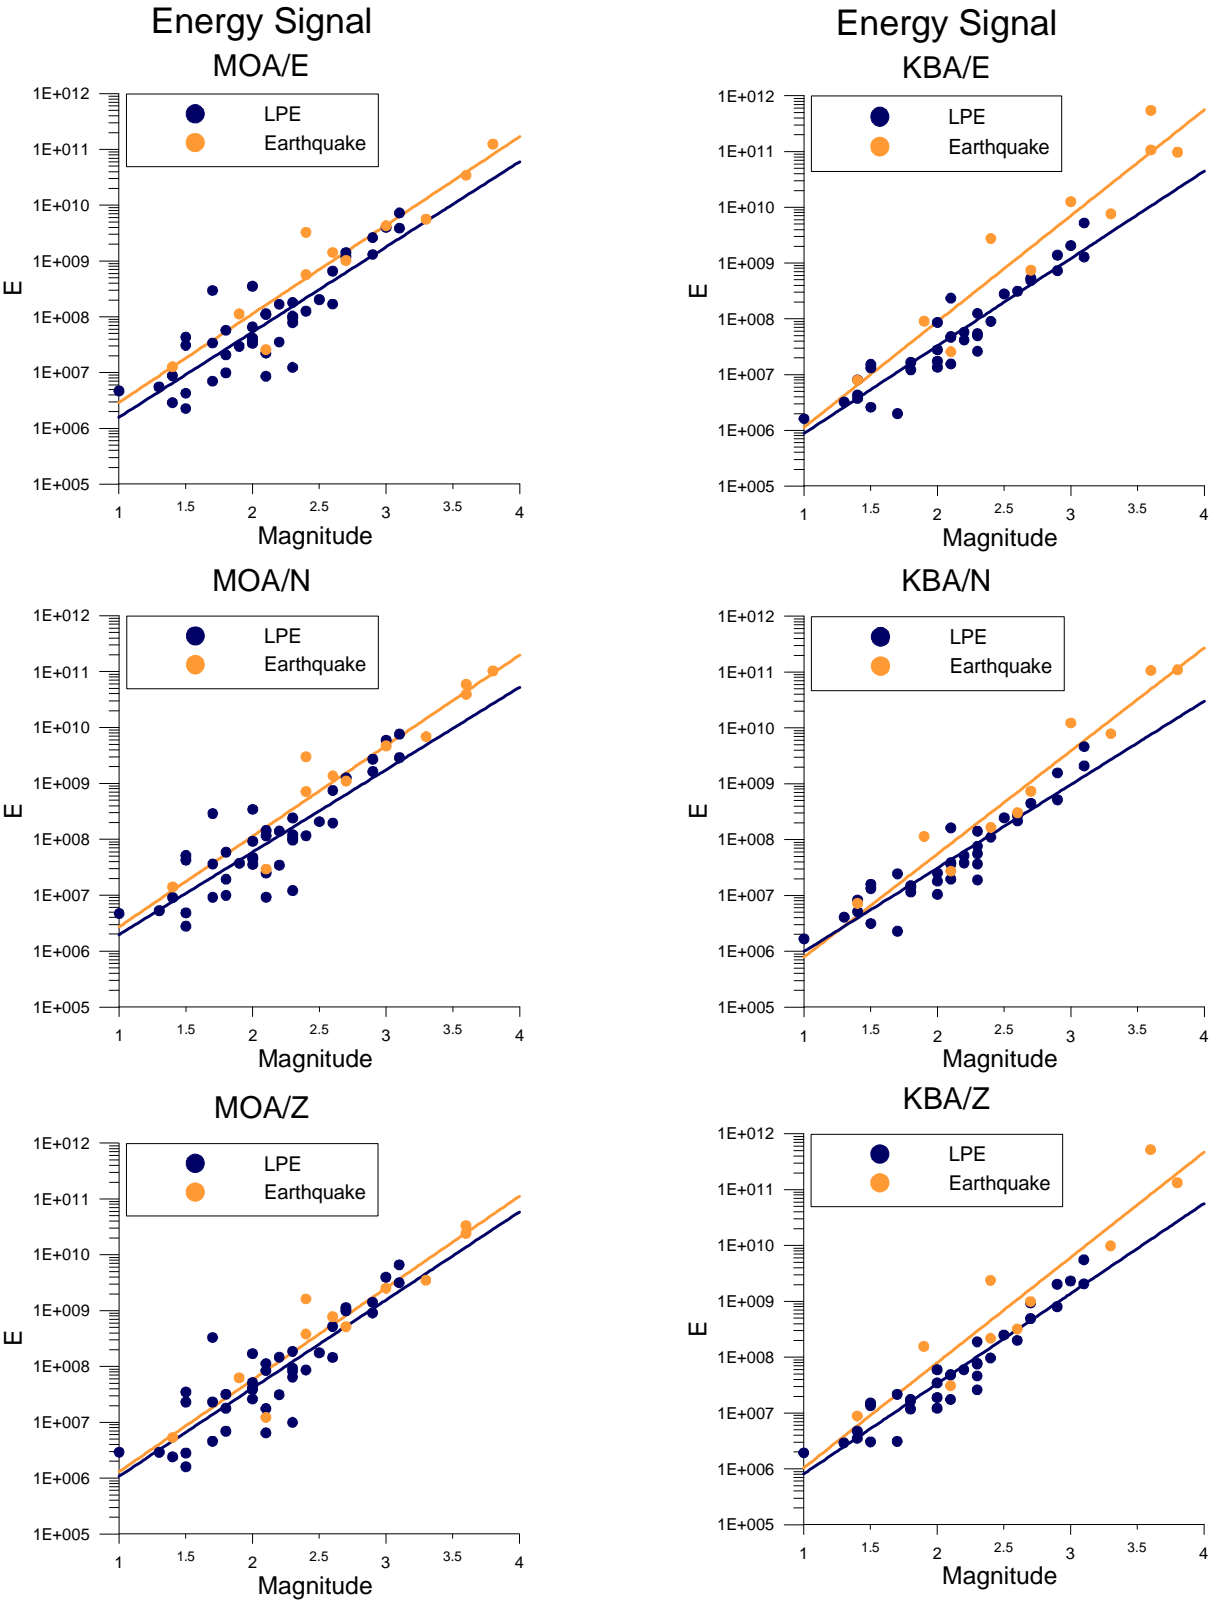 Energy Signal
MOA/E
1E+012
1E+011
1E+010
1E+009
1E+008
1E+007
1E+006
1E+005
E
LPE
Earthquake
1
1.5
2
2.5
3
3.5
4
Magnitude
Energy Signal
KBA/E
1E+012
1E+011
1E+010
1E+009
1E+008
1E+007
1E+006
1E+005
E
LPE
Earthquake
1
1.5
2
2.5
3
3.5
4
Magnitude
MOA/N
1E+012
1E+011
1E+010
1E+009
1E+008
1E+007
1E+006
1E+005
E
LPE
Earthquake
1
1.5
2
2.5
3
3.5
4
Magnitude
KBA/N
1E+012
1E+011
1E+010
1E+009
1E+008
1E+007
1E+006
1E+005
E
LPE
Earthquake
1
1.5
2
2.5
3
3.5
4
Magnitude
MOA/Z
1E+012
1E+011
1E+010
1E+009
1E+008
1E+007
1E+006
1E+005
E
LPE
Earthquake
1
1.5
2
2.5
3
3.5
4
Magnitude
KBA/Z
1E+012
1E+011
1E+010
1E+009
1E+008
1E+007
1E+006
1E+005
E
LPE
Earthquake
1
1.5
2
2.5
3
3.5
4
Magnitude